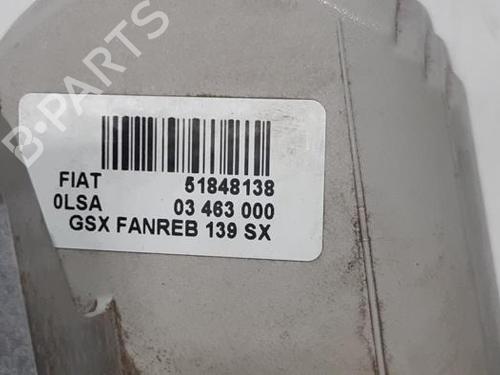 B-PARTS
FIAT 51848138
0LSA 03 463 000
GSX FANREB 139 SX